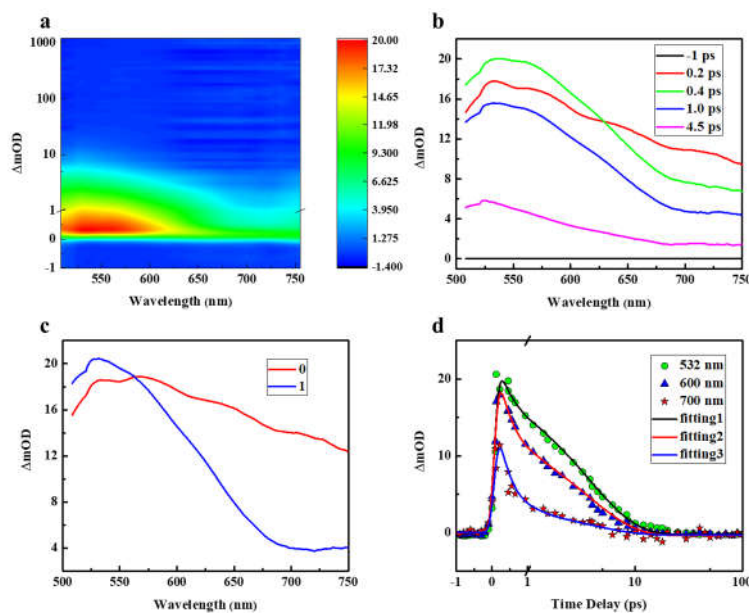 a
1000
100
10
1
0
-1
ΔmOD
550 600 650 700 750
Wavelength (nm)
20.00
17.32
14.65
11.97
9.300
6.625
3.950
1.275
-1.400
b
20
16
12
8
4
0
ΔmOD
-1 ps
0.2 ps
0.4 ps
1.0 ps
4.5 ps
500 550 600 650 700 750
Wavelength (nm)
c
20
16
12
8
4
ΔmOD
0
1
500 550 600 650 700 750
Wavelength (nm)
d
20
10
0
ΔmOD
532 nm
600 nm
700 nm
fitting1
fitting2
fitting3
-1 0 1 10 100
Time Delay (ps)